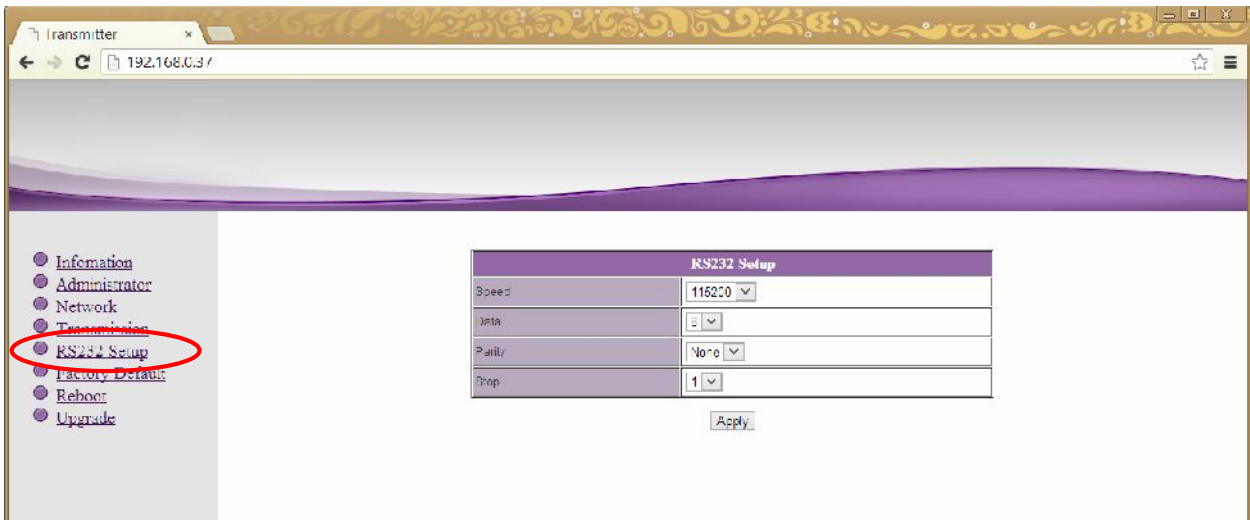 Transmitter
192.168.0.37
Infomation
Administrator
Network
Transmission
RS232 Setup
Factory Default
Reboot
Upgrade
RS232 Setup
Speed 115200
Data 8
Parity None
Stop 1
Apply